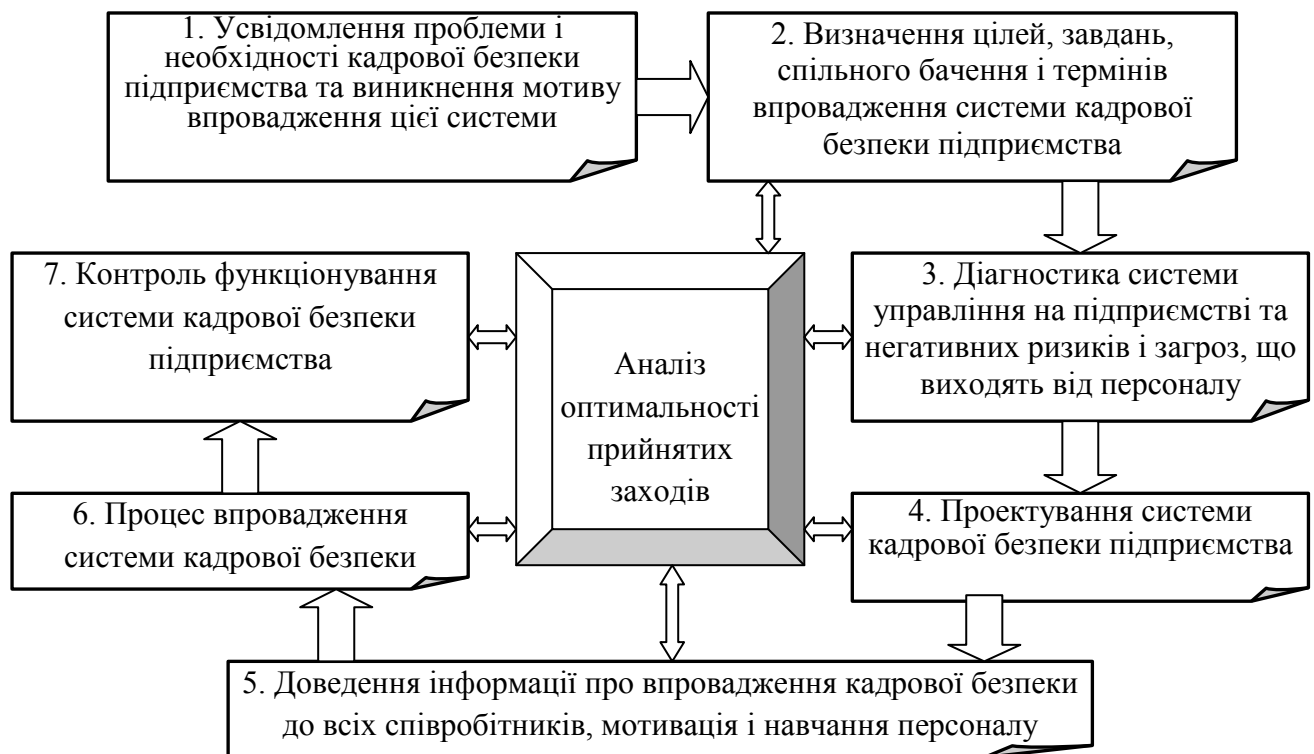 1. Усвідомлення проблеми і
необхідності кадрової безпеки
підприємства та виникнення мотиву
впровадження цієї системи
2. Визначення цілей, завдань,
спільного бачення і термінів
впровадження системи кадрової
безпеки підприємства
7. Контроль функціонування
системи кадрової безпеки
підприємства
Аналіз
оптимальності
прийнятих
заходів
3. Діагностика системи
управління на підприємстві та
негативних ризиків і загроз, що
виходять від персоналу
6. Процес впровадження
системи кадрової безпеки
4. Проектування системи
кадрової безпеки підприємства
5. Доведення інформації про впровадження кадрової безпеки
до всіх співробітників, мотивація і навчання персоналу